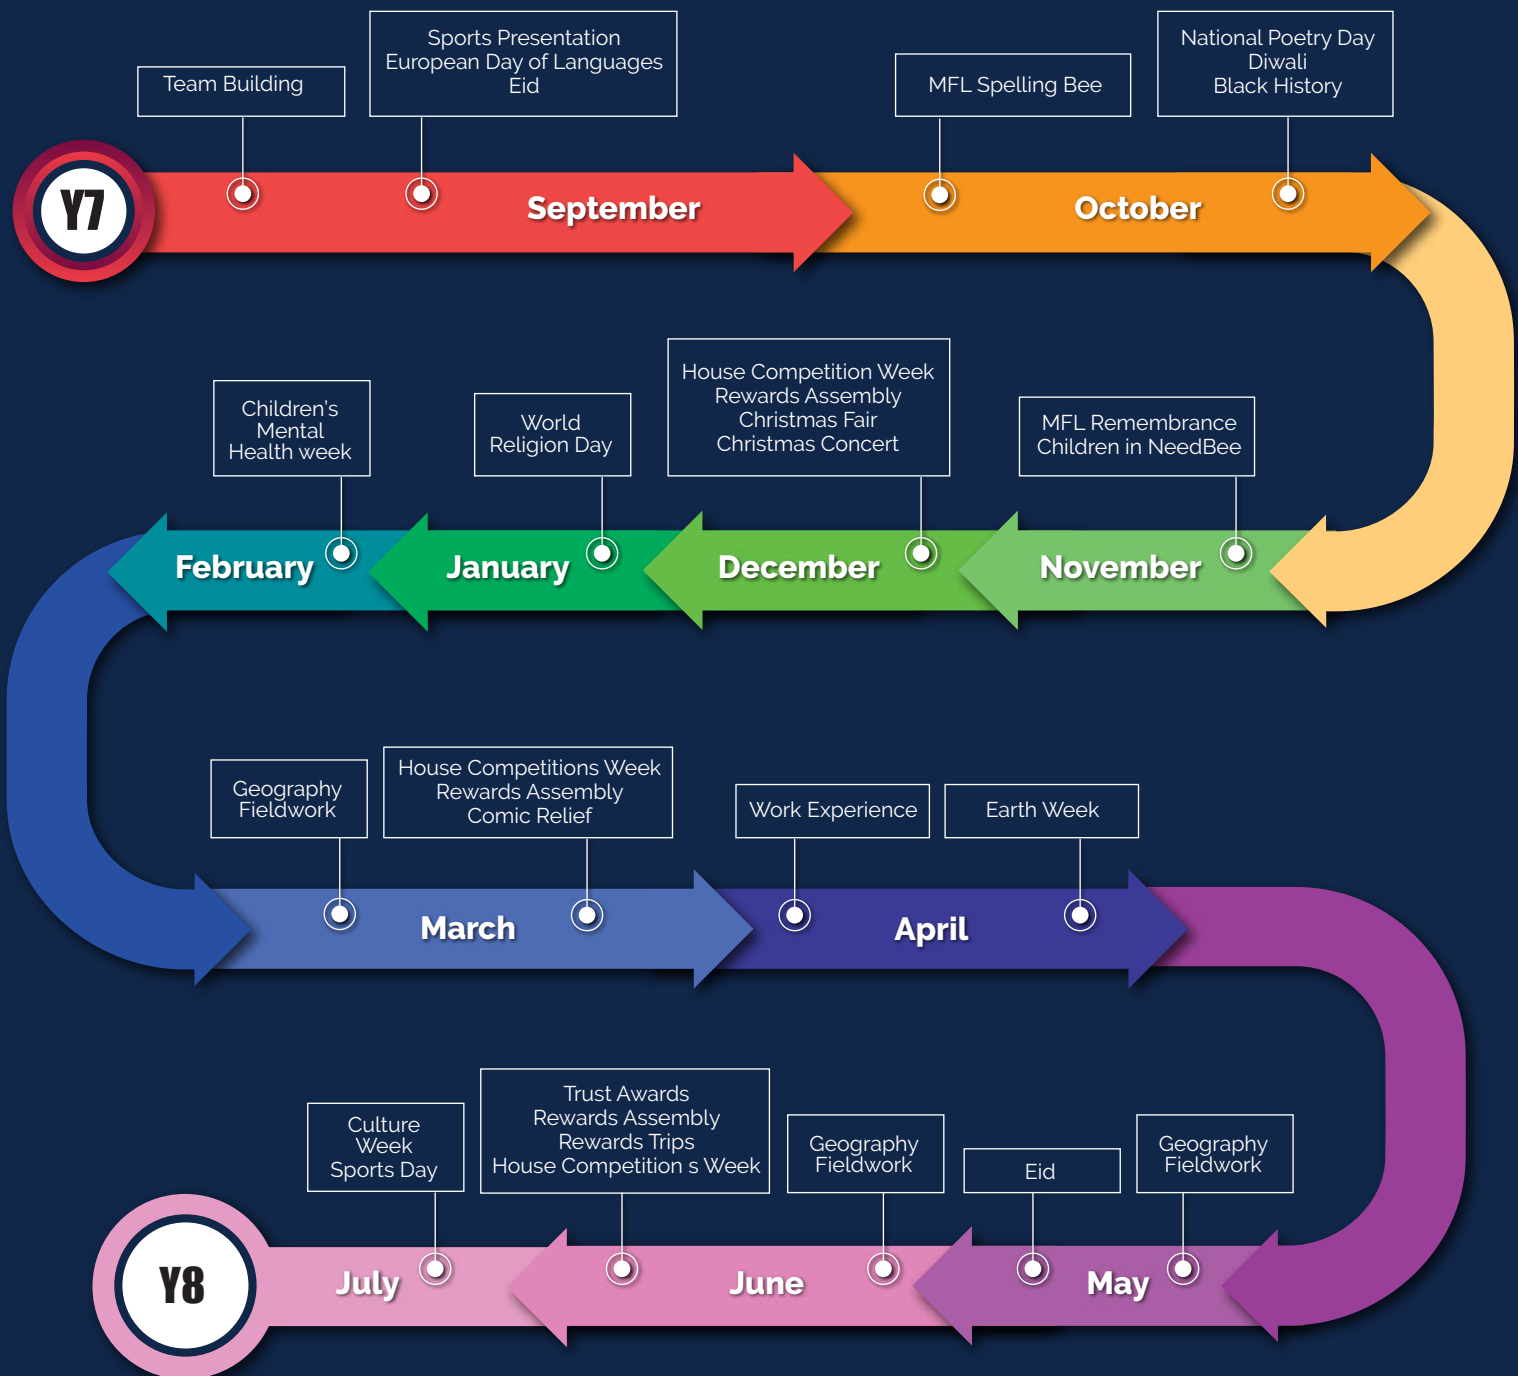 Team Building
Sports Presentation
European Day of Languages
Eid
MFL Spelling Bee
National Poetry Day
Diwali
Black History
Y7
September
October
Children's
Mental
Health week
World
Religion Day
House Competition Week
Rewards Assembly
Christmas Fair
Christmas Concert
MFL Remembrance
Children in NeedBee
February
January
December
November
Geography
Fieldwork
House Competitions Week
Rewards Assembly
Comic Relief
Work Experience
Earth Week
March
April
Culture
Week
Sports Day
Trust Awards
Rewards Assembly
Rewards Trips
House Competition s Week
Geography
Fieldwork
Eid
Geography
Fieldwork
Y8
July
June
May